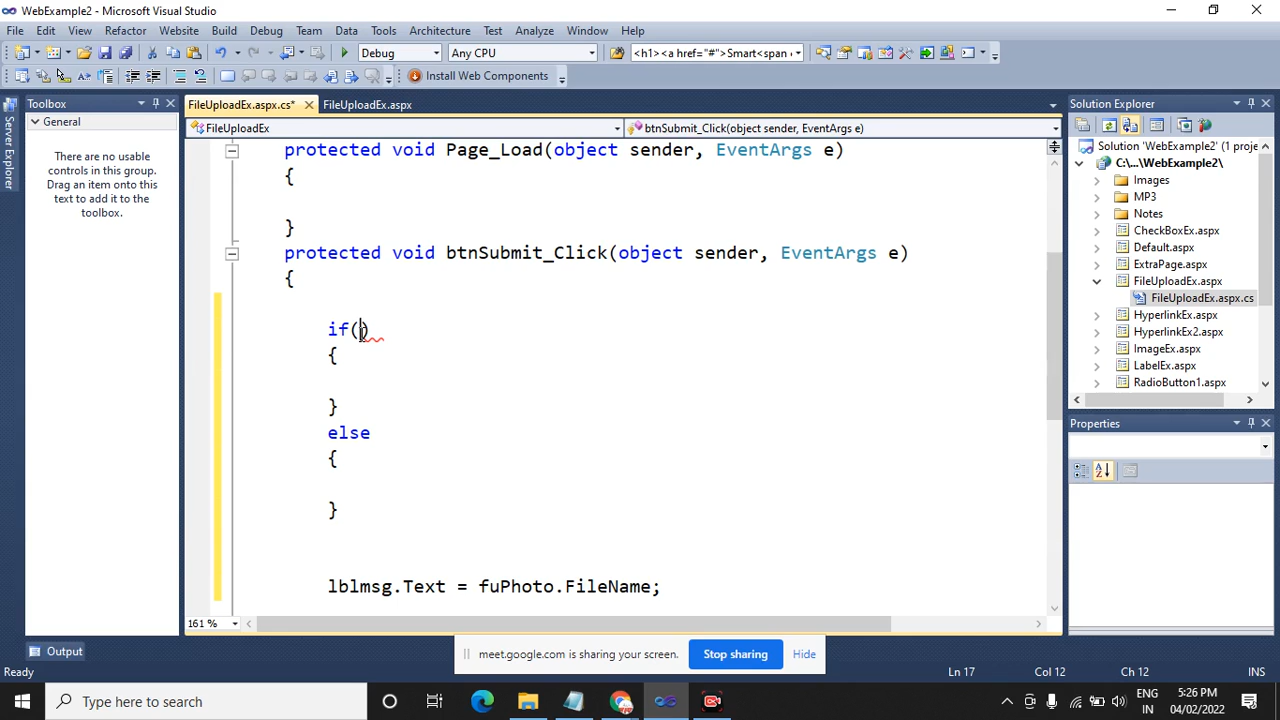 WebExample2 - Microsoft Visual Studio
File Edit View Refactor Website Build Debug Team Data Tools Architecture Test Analyze Window Help
Debug Any CPU <h1><a href="#">Smart<span
Install Web Components
Toolbox
General
There are no usable
controls in this group.
Drag an item onto this
text to add it to the
toolbox.
Server Explorer
FileUploadEx.aspx.cs* FileUploadEx.aspx
FileUploadEx btnSubmit_Click(object sender, EventArgs e)
protected void Page_Load(object sender, EventArgs e)
{
}
protected void btnSubmit_Click(object sender, EventArgs e)
{
if()
{
}
else
{
}
lblmsg.Text = fuPhoto.FileName;
161 %
Solution Explorer
Solution 'WebExample2' (1 proje
C:\...\WebExample2\
Images
MP3
Notes
CheckBoxEx.aspx
Default.aspx
ExtraPage.aspx
FileUploadEx.aspx
FileUploadEx.aspx.cs
HyperlinkEx.aspx
HyperlinkEx2.aspx
ImageEx.aspx
LabelEx.aspx
RadioButton1.aspx
Properties
Output
meet.google.com is sharing your screen. Stop sharing Hide
Ready Ln 17 Col 12 Ch 12 INS
Type here to search
ENG
IN
5:26 PM
04/02/2022